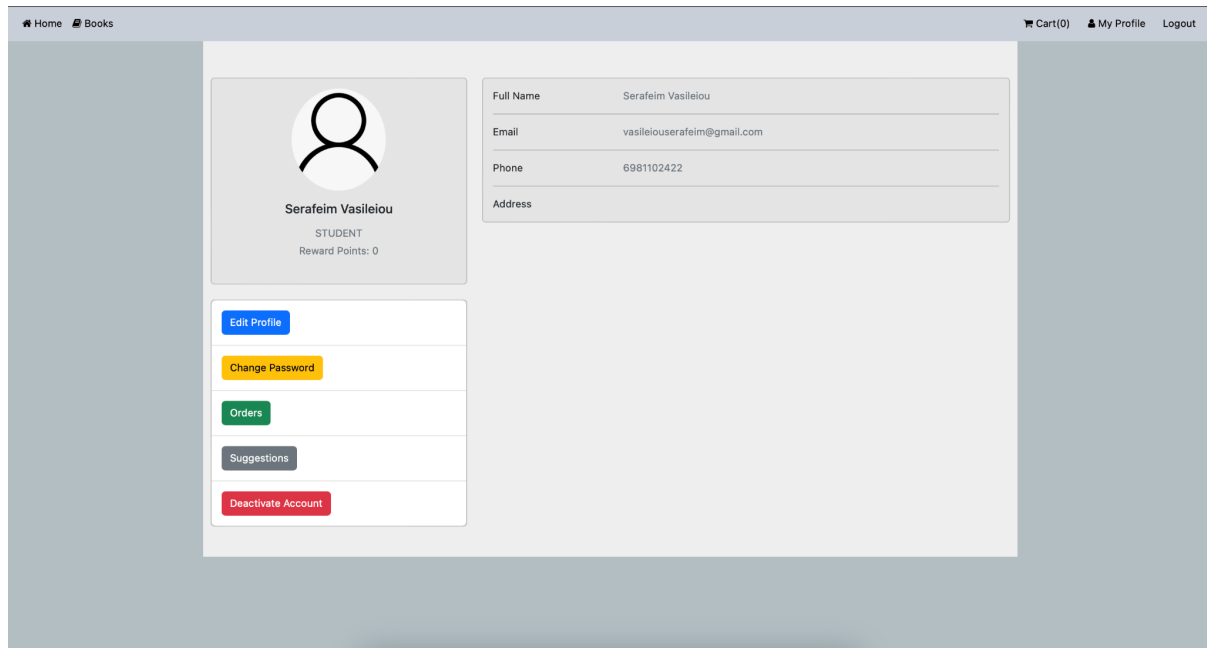 Home Books Cart(0) My Profile Logout
Serafeim Vasileiou
STUDENT
Reward Points: 0
Edit Profile
Change Password
Orders
Suggestions
Deactivate Account
Full Name Serafeim Vasileiou
Email vasileiouserafeim@gmail.com
Phone 6981102422
Address